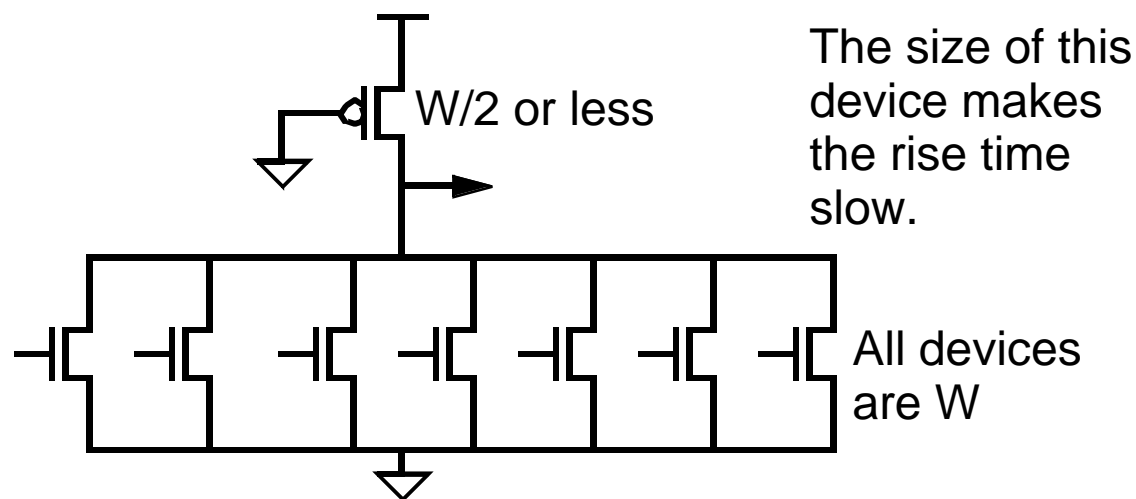 The size of this
device makes
the rise time
slow.
W/2 or less
All devices
are W